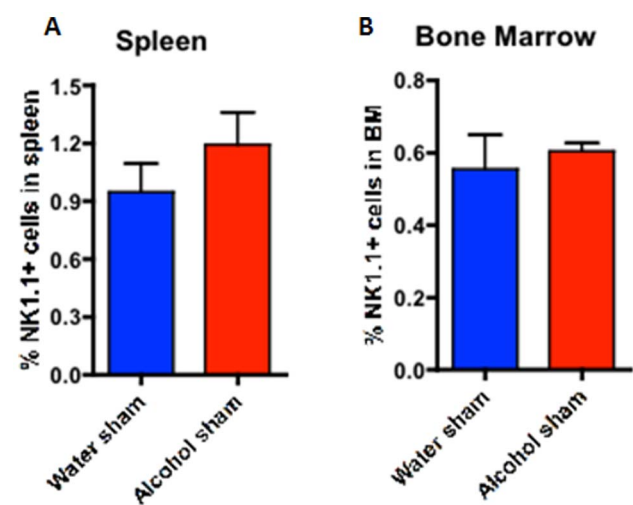 A
Spleen
% NK1.1+ cells in spleen
1.5
1.2
0.9
0.6
0.3
0.0
Water sham
Alcohol sham
B
Bone Marrow
% NK1.1+ cells in BM
0.8
0.6
0.4
0.2
0.0
Water sham
Alcohol sham